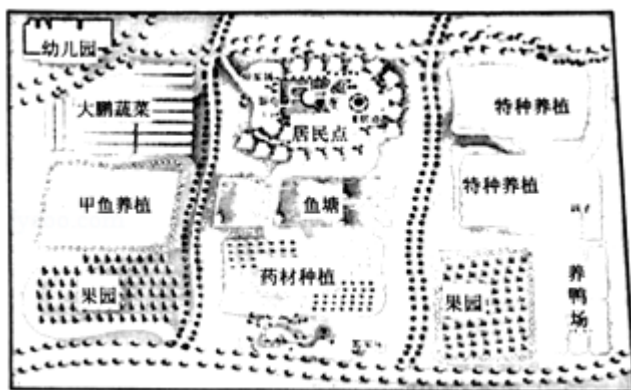 幼儿园
大鹏蔬菜
居民点
特种养植
甲鱼养植
鱼塘
特种养植
果园
药材种植
果园
养鸭场